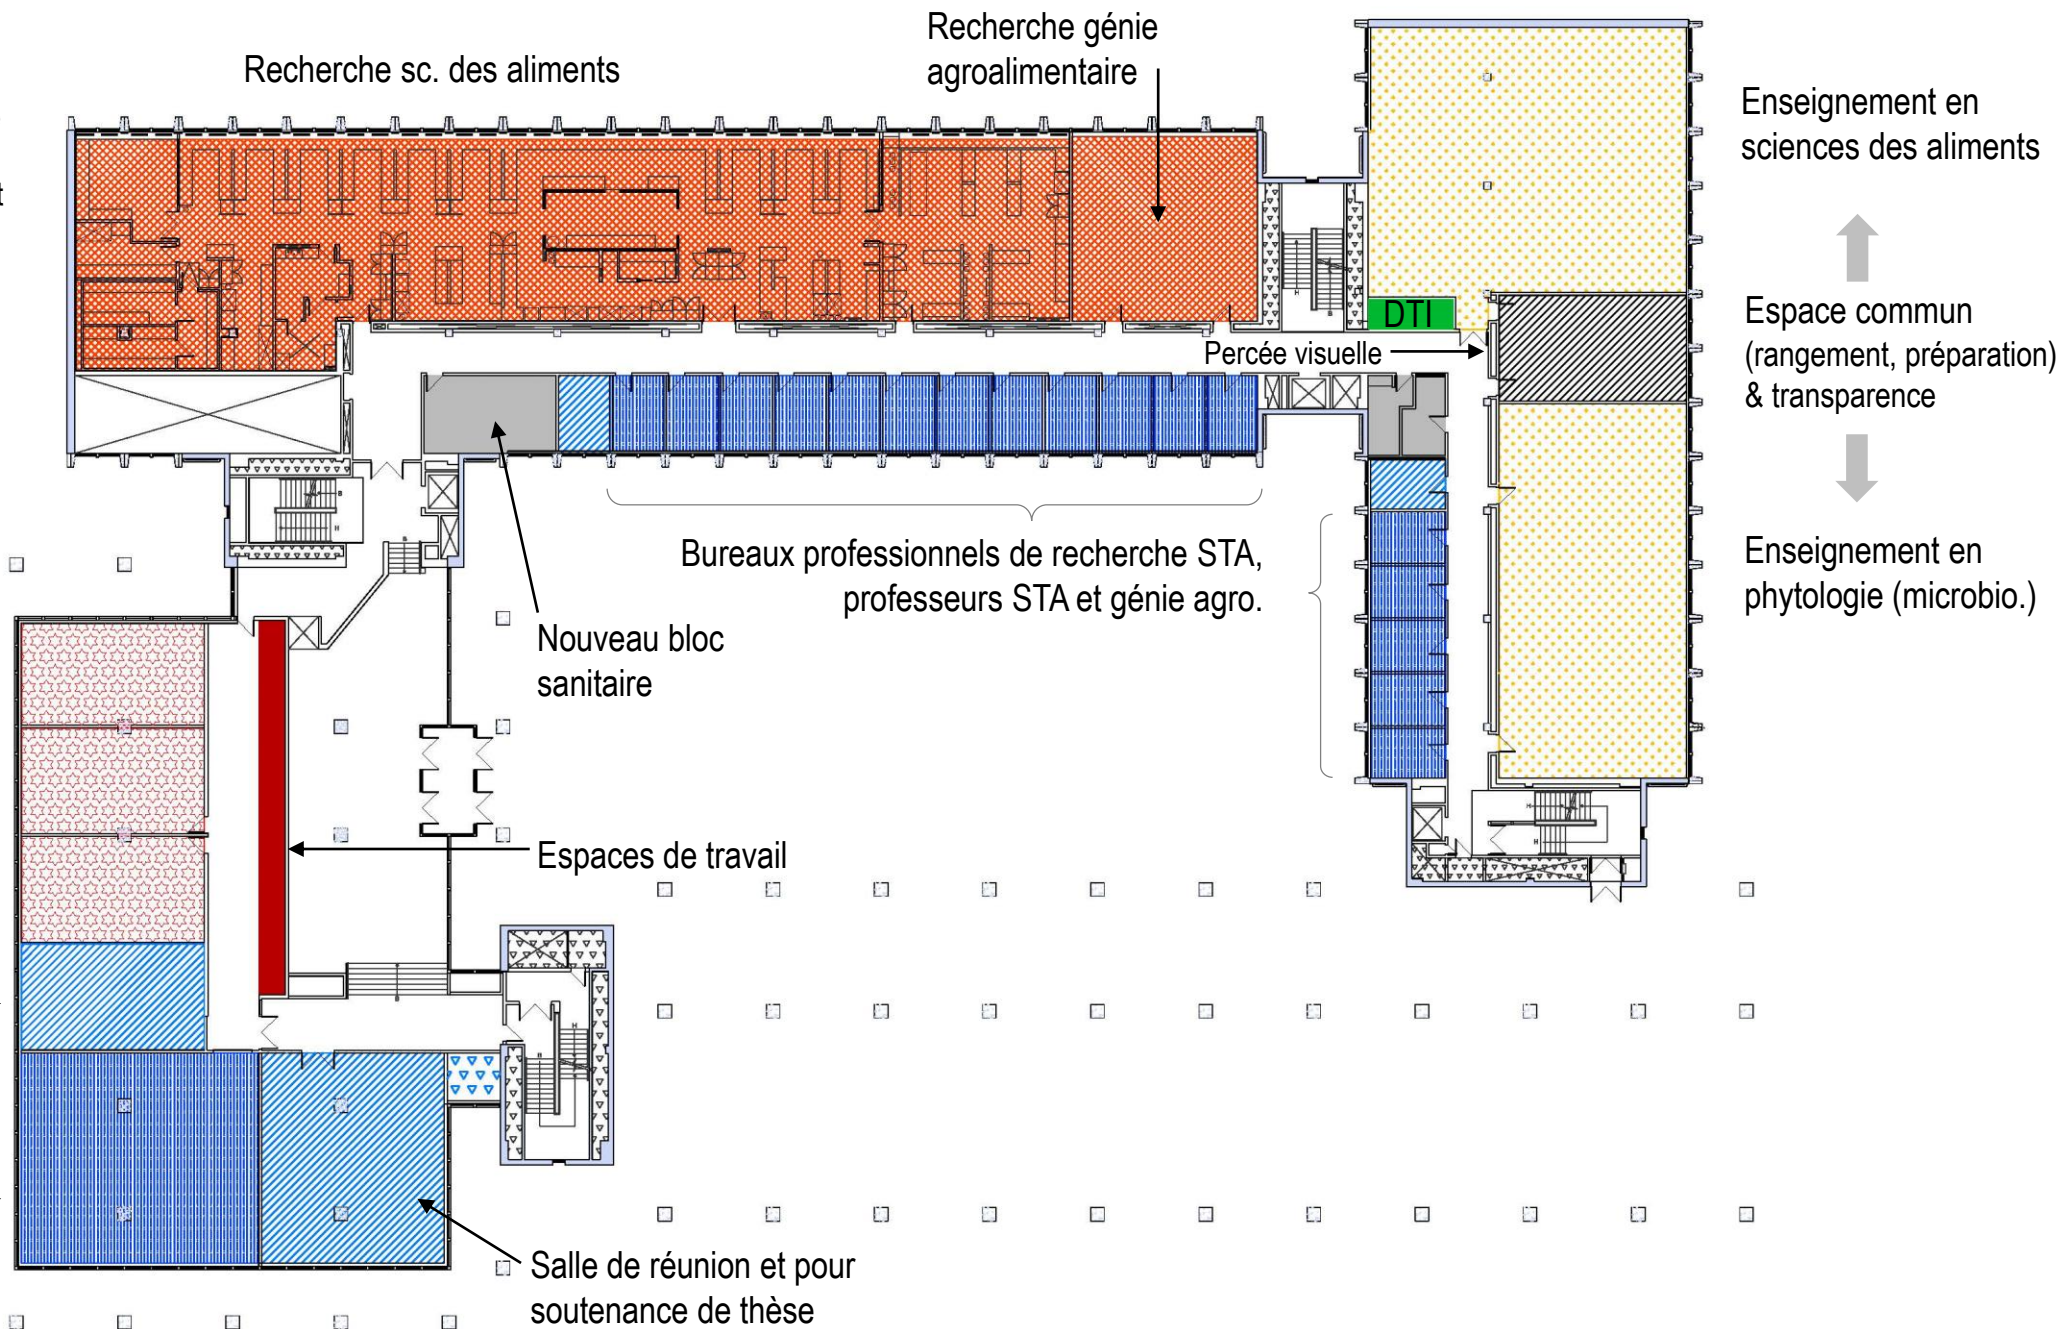 Recherche sc. des aliments
Recherche génie
agroalimentaire
Enseignement en
sciences des aliments
t
DTI
Espace commun
(rangement, préparation)
& transparence
Percée visuelle
Enseignement en
phytologie (microbio.)
Bureaux professionnels de recherche STA,
professeurs STA et génie agro.
Nouveau bloc
sanitaire
Espaces de travail
Salle de réunion et pour
soutenance de thèse